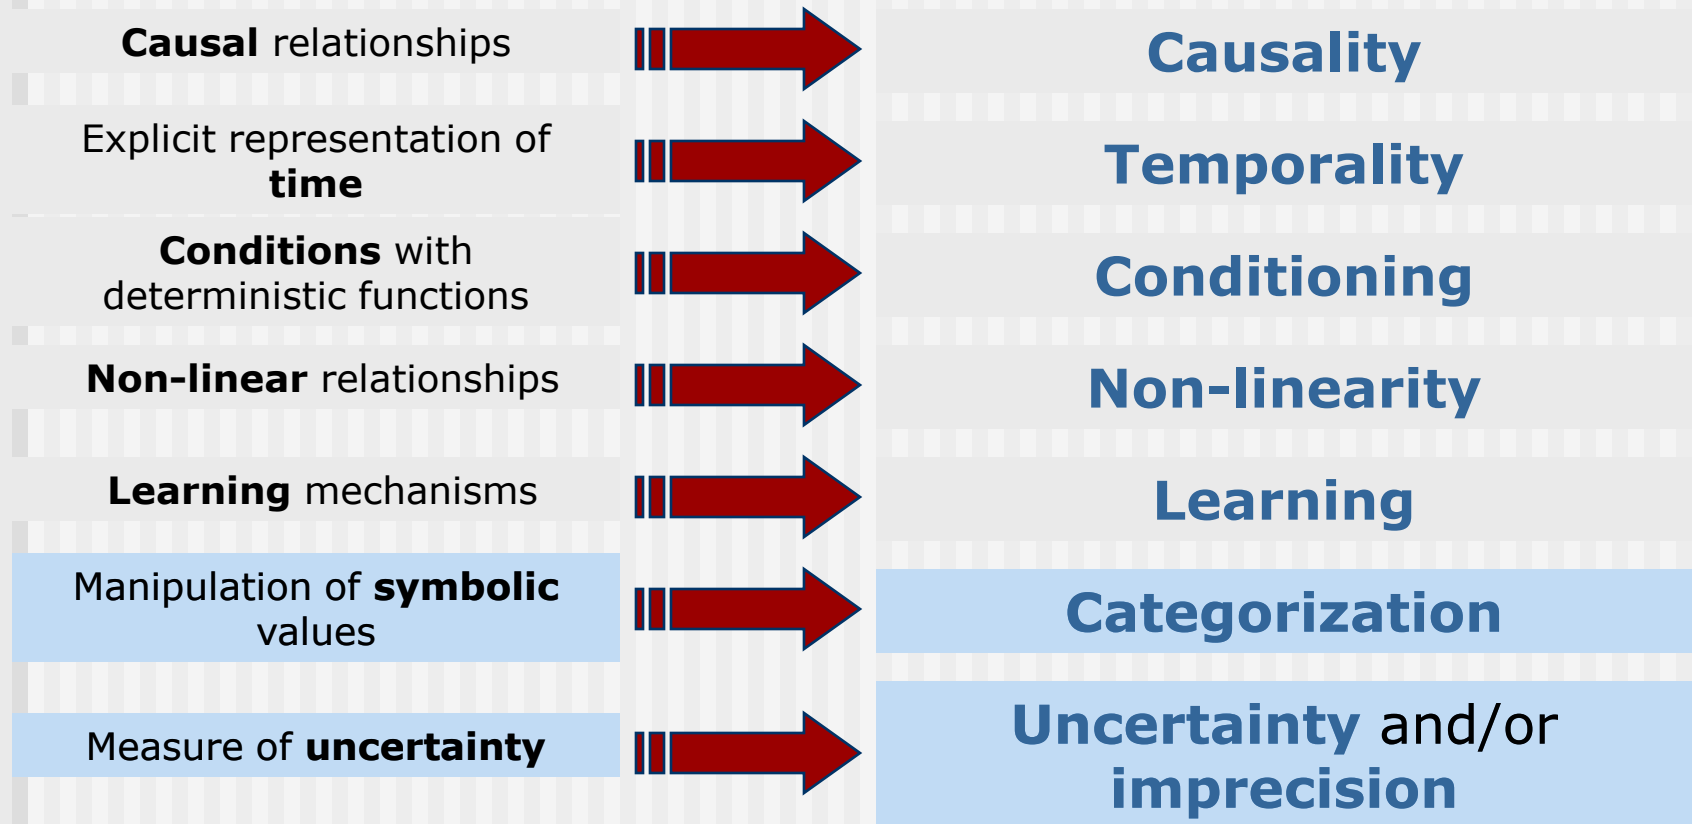 Causal relationships
Causality
Explicit representation of
time
Temporality
Conditions with
deterministic functions
Conditioning
Non-linear relationships
Non-linearity
Learning mechanisms
Learning
Manipulation of symbolic
values
Categorization
Measure of uncertainty
Uncertainty and/or
imprecision